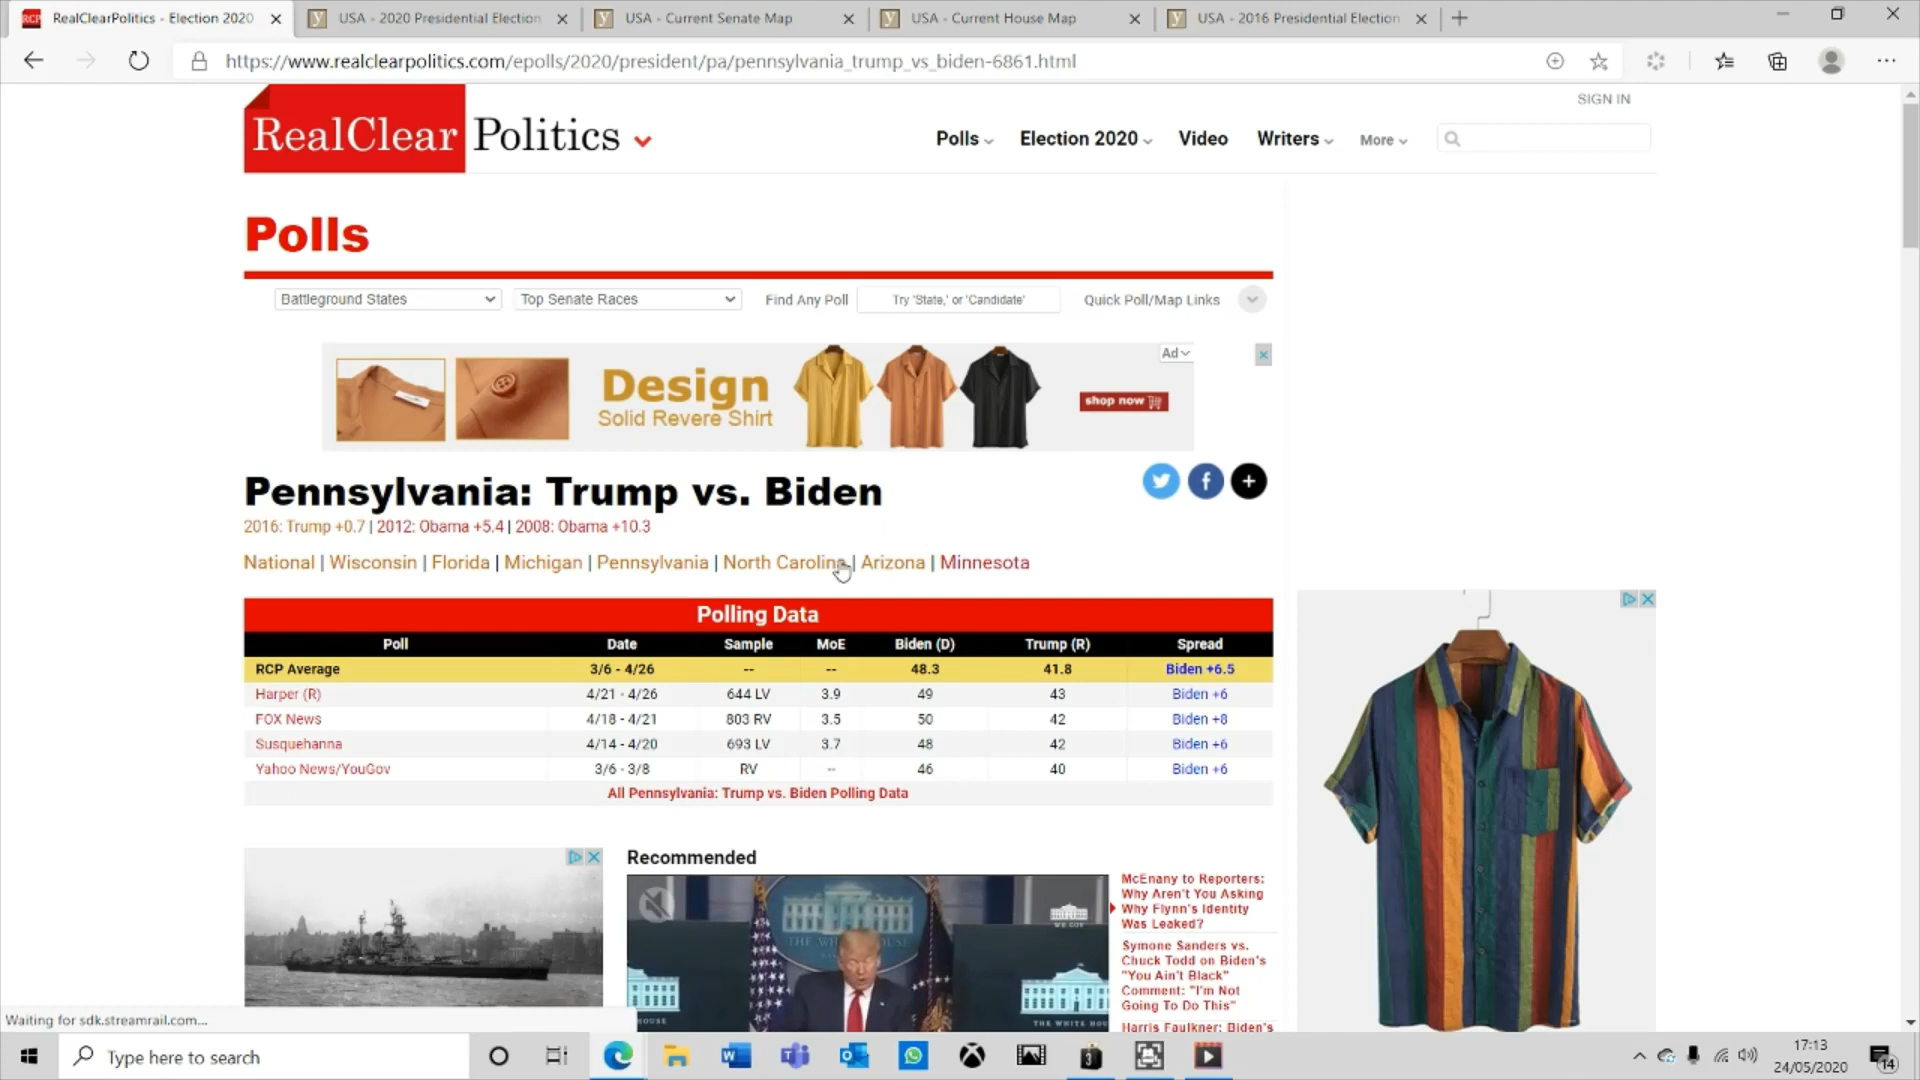 RealClearPolitics - Election 2020
USA - 2020 Presidential Election
USA - Current Senate Map
USA - Current House Map
USA - 2016 Presidential Election
https://www.realclearpolitics.com/epolls/2020/president/pa/pennsylvania_trump_vs_biden-6861.html
SIGN IN
RealClear Politics
Polls
Election 2020
Video
Writers
More
Polls
Battleground States
Top Senate Races
Find Any Poll
Try 'State,' or 'Candidate'
Quick Poll/Map Links
Design
Solid Revere Shirt
Ad
shop now
Pennsylvania: Trump vs. Biden
2016: Trump +0.7 | 2012: Obama +5.4 | 2008: Obama +10.3
National | Wisconsin | Florida | Michigan | Pennsylvania | North Carolina | Arizona | Minnesota
Polling Data
Poll Date Sample MoE Biden (D) Trump (R) Spread
RCP Average 3/6 - 4/26 -- -- 48.3 41.8 Biden +6.5
Harper (R) 4/21 - 4/26 644 LV 3.9 49 43 Biden +6
FOX News 4/18 - 4/21 803 RV 3.5 50 42 Biden +8
Susquehanna 4/14 - 4/20 693 LV 3.7 48 42 Biden +6
Yahoo News/YouGov 3/6 - 3/8 RV -- 46 40 Biden +6
All Pennsylvania: Trump vs. Biden Polling Data
Recommended
McEnany to Reporters:
Why Aren't You Asking
Why Flynn's Identity
Was Leaked?
Symone Sanders vs.
Chuck Todd on Biden's
"You Ain't Black"
Comment: "I'm Not
Going To Do This"
Harris Faulkner: Biden's
THE WHITE HOU
Waiting for sdk.streamrail.com...
Type here to search
17:13
24/05/2020
14